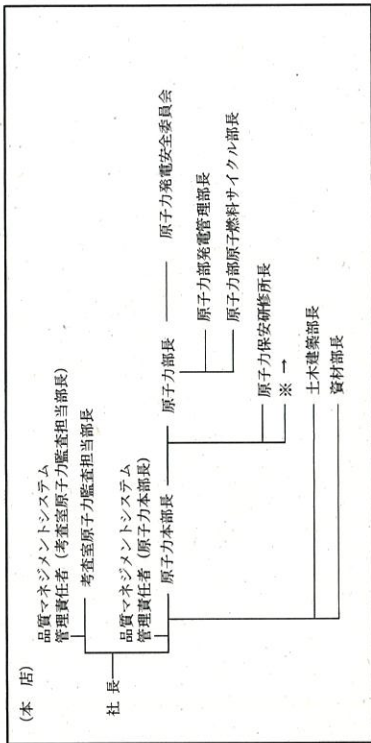 (本 店)
社 長
品質マネジメントシステム
管理責任者 (考査室原子力監査担当部長)
考査室原子力監査担当部長
品質マネジメントシステム
管理責任者 (原子力本部長)
原子力本部長
原子力部長
原子力発電安全委員会
原子力部発電管理部長
原子力部原子燃料サイクル部長
原子力保安研修所長
※ →
土木建築部長
資材部長